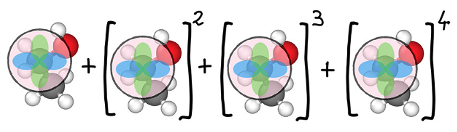 + [ ]2 + [ ]3 + [ ]4